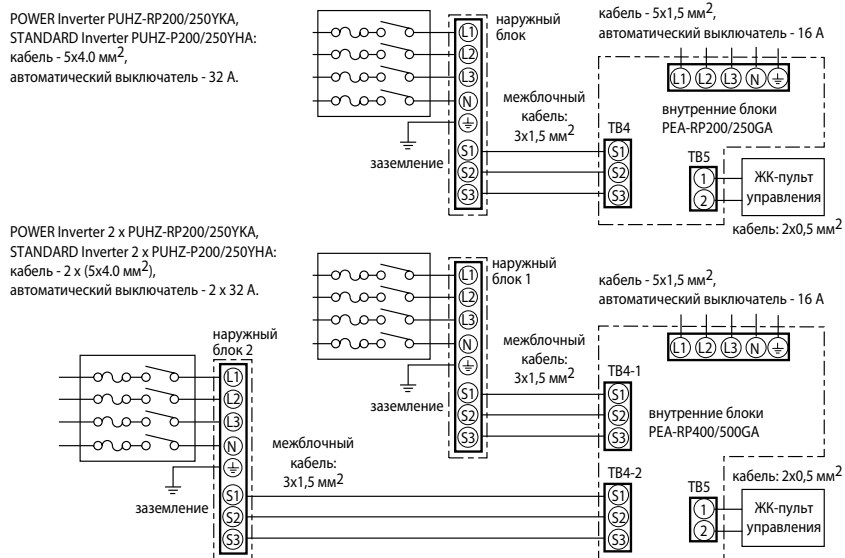 POWER Inverter PUHZ-RP200/250YKA,
STANDARD Inverter PUHZ-P200/250YHA:
кабель - 5x4.0 мм2,
автоматический выключатель - 32 А.
L1
L2
L3
N
S1
S2
S3
наружный
блок
заземление
межблочный
кабель:
3х1,5 мм2
кабель - 5х1,5 мм2,
автоматический выключатель - 16 А
L1 L2 L3 N
внутренние блоки
PEA-RP200/250GA
TB4
S1
S2
S3
TB5
1
2
ЖК-пульт
управления
кабель: 2х0,5 мм2
POWER Inverter 2 x PUHZ-RP200/250YKA,
STANDARD Inverter 2 x PUHZ-P200/250YHA:
кабель - 2 x (5x4.0 мм2),
автоматический выключатель - 2 x 32 А.
L1
L2
L3
N
S1
S2
S3
наружный
блок 1
заземление
межблочный
кабель:
3х1,5 мм2
кабель - 5х1,5 мм2,
автоматический выключатель - 16 А
L1 L2 L3 N
TB4-1
S1
S2
S3
внутренние блоки
PEA-RP400/500GA
наружный
блок 2
L1
L2
L3
N
S1
S2
S3
заземление
межблочный
кабель:
3х1,5 мм2
TB4-2
S1
S2
S3
TB5
1
2
кабель: 2х0,5 мм2
ЖК-пульт
управления